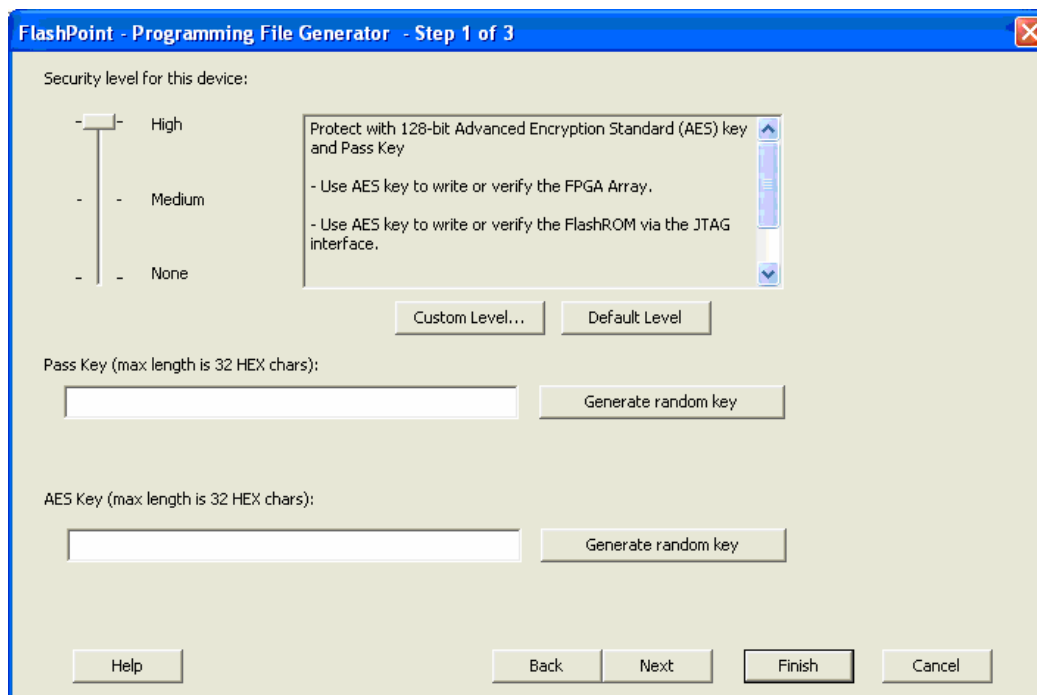 FlashPoint - Programming File Generator - Step 1 of 3
Security level for this device:
High
Medium
None
Protect with 128-bit Advanced Encryption Standard (AES) key
and Pass Key
- Use AES key to write or verify the FPGA Array.
- Use AES key to write or verify the FlashROM via the JTAG
interface.
Custom Level... Default Level
Pass Key (max length is 32 HEX chars):
Generate random key
AES Key (max length is 32 HEX chars):
Generate random key
Help Back Next Finish Cancel